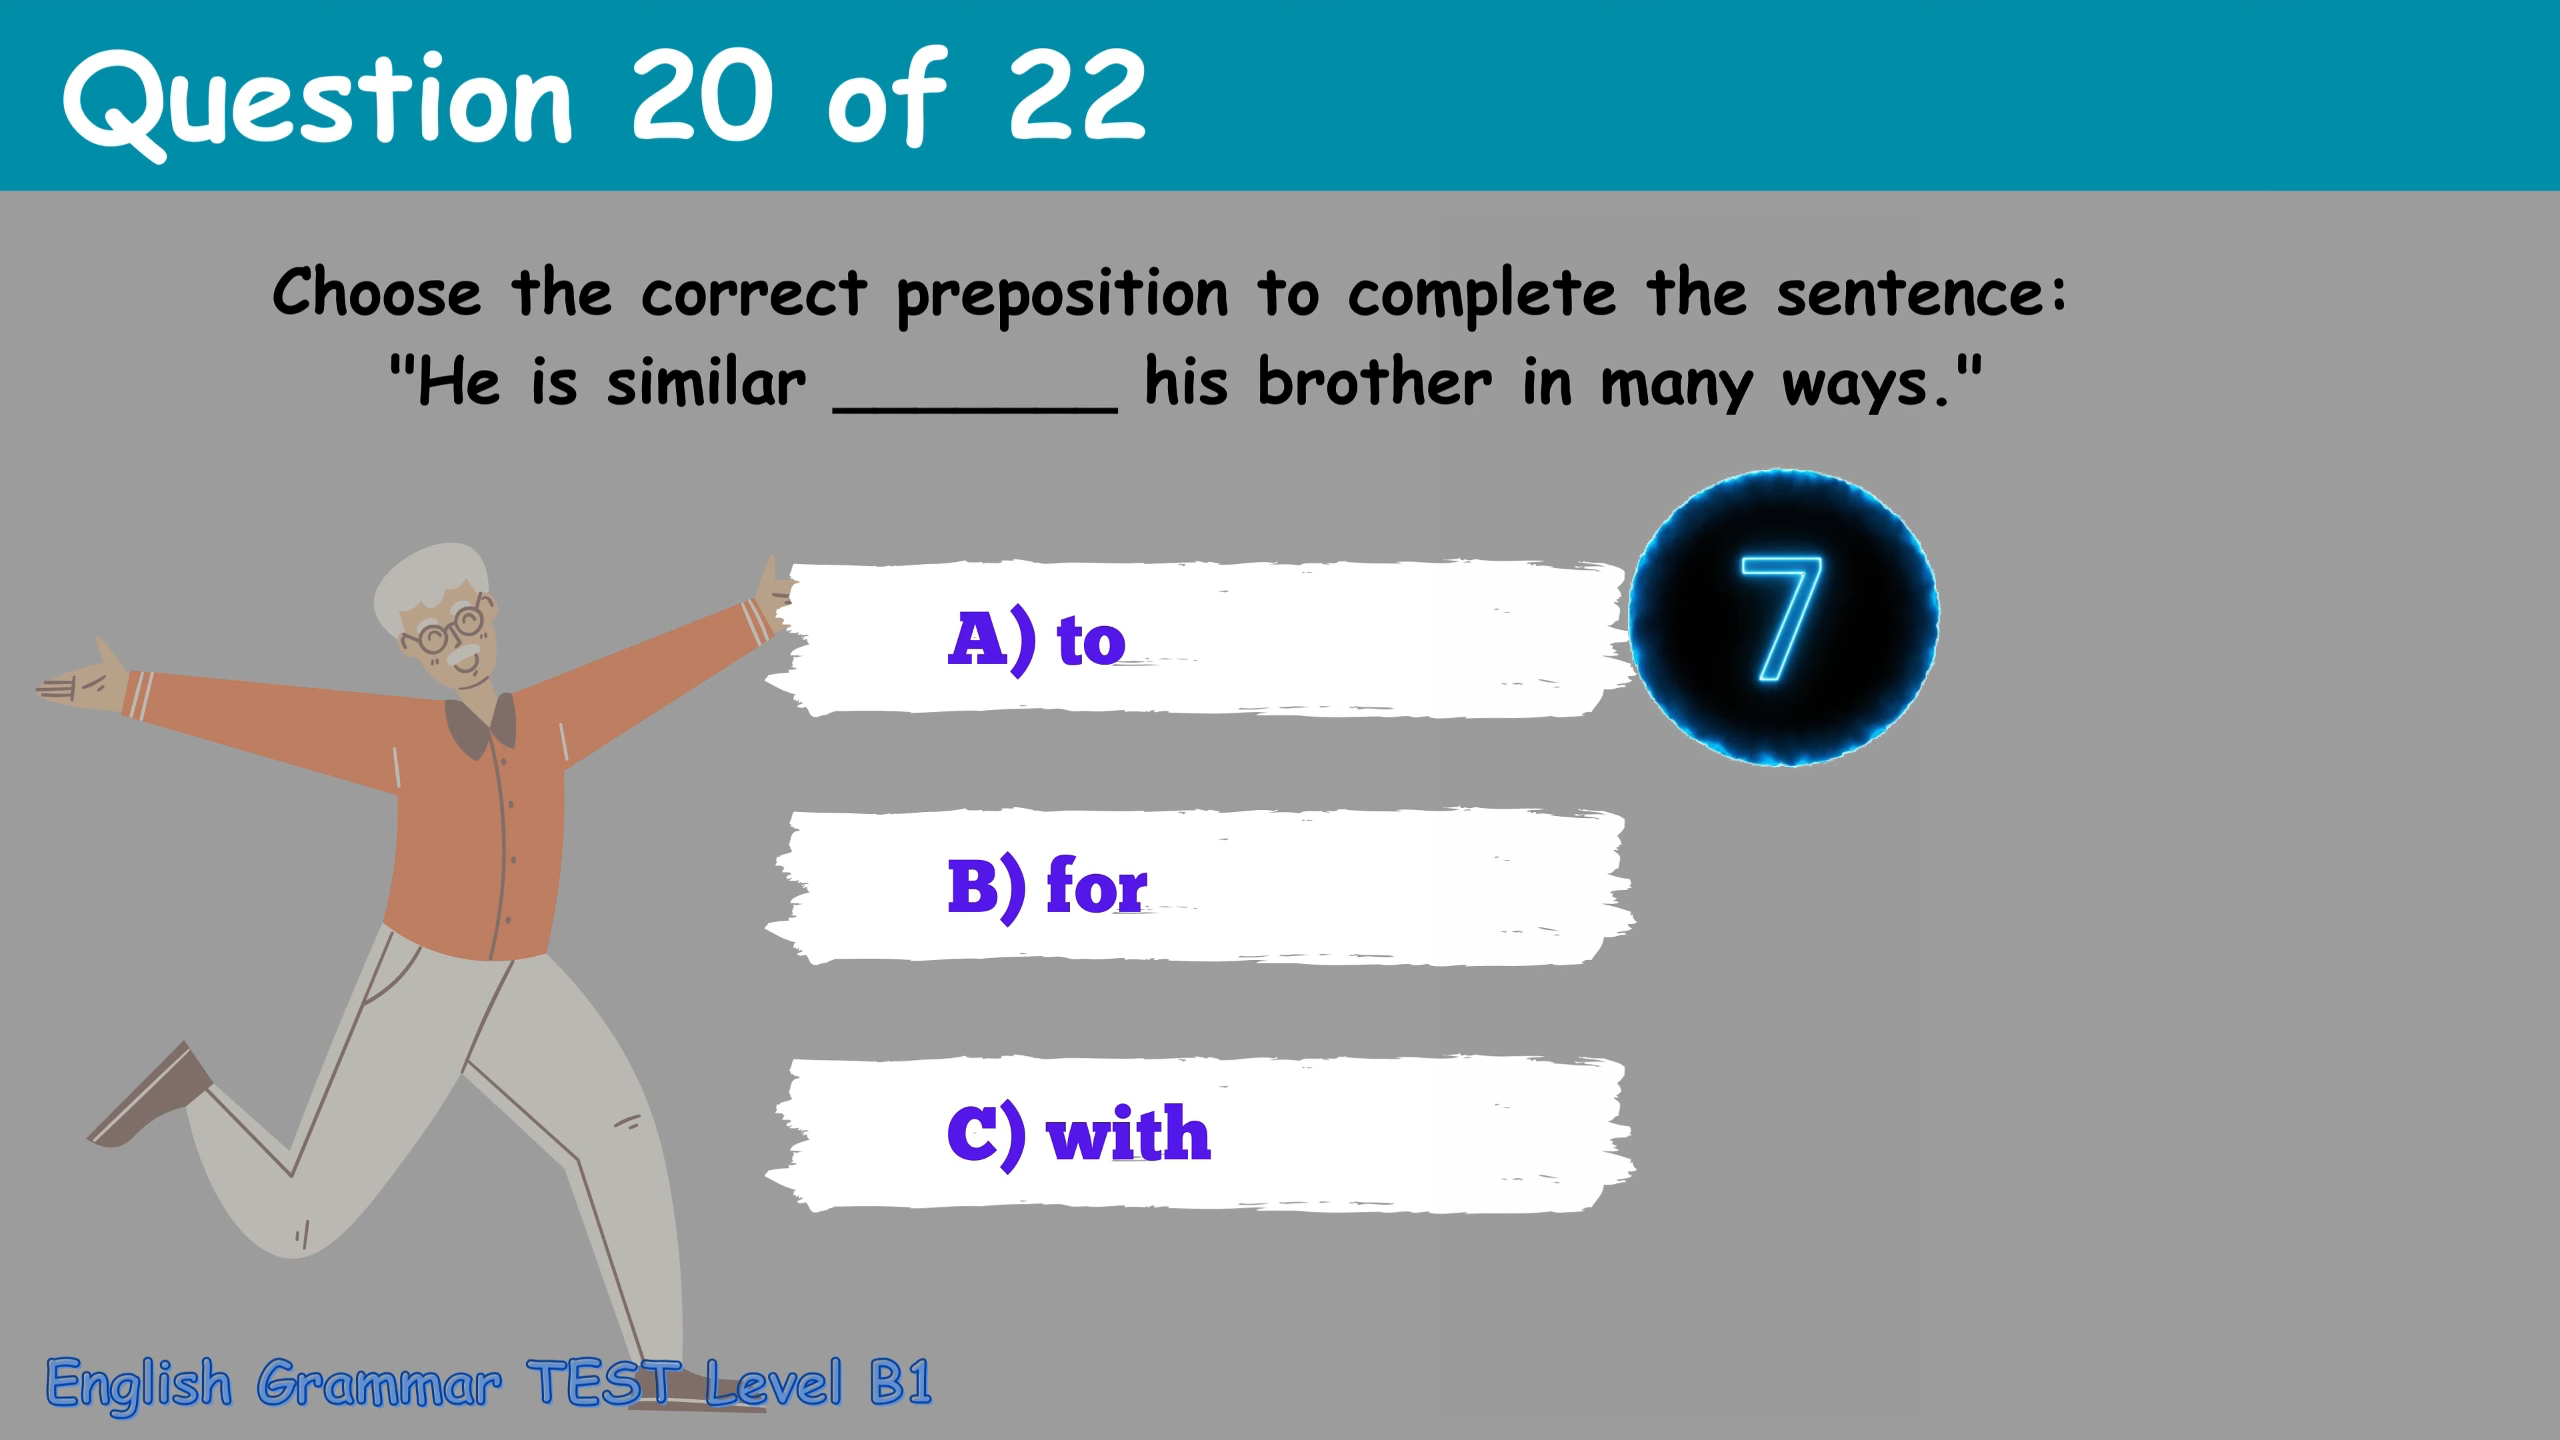 Question 20 of 22
Choose the correct preposition to complete the sentence:
"He is similar _______ his brother in many ways."
A) to
7
B) for
C) with
English Grammar TEST Level B1